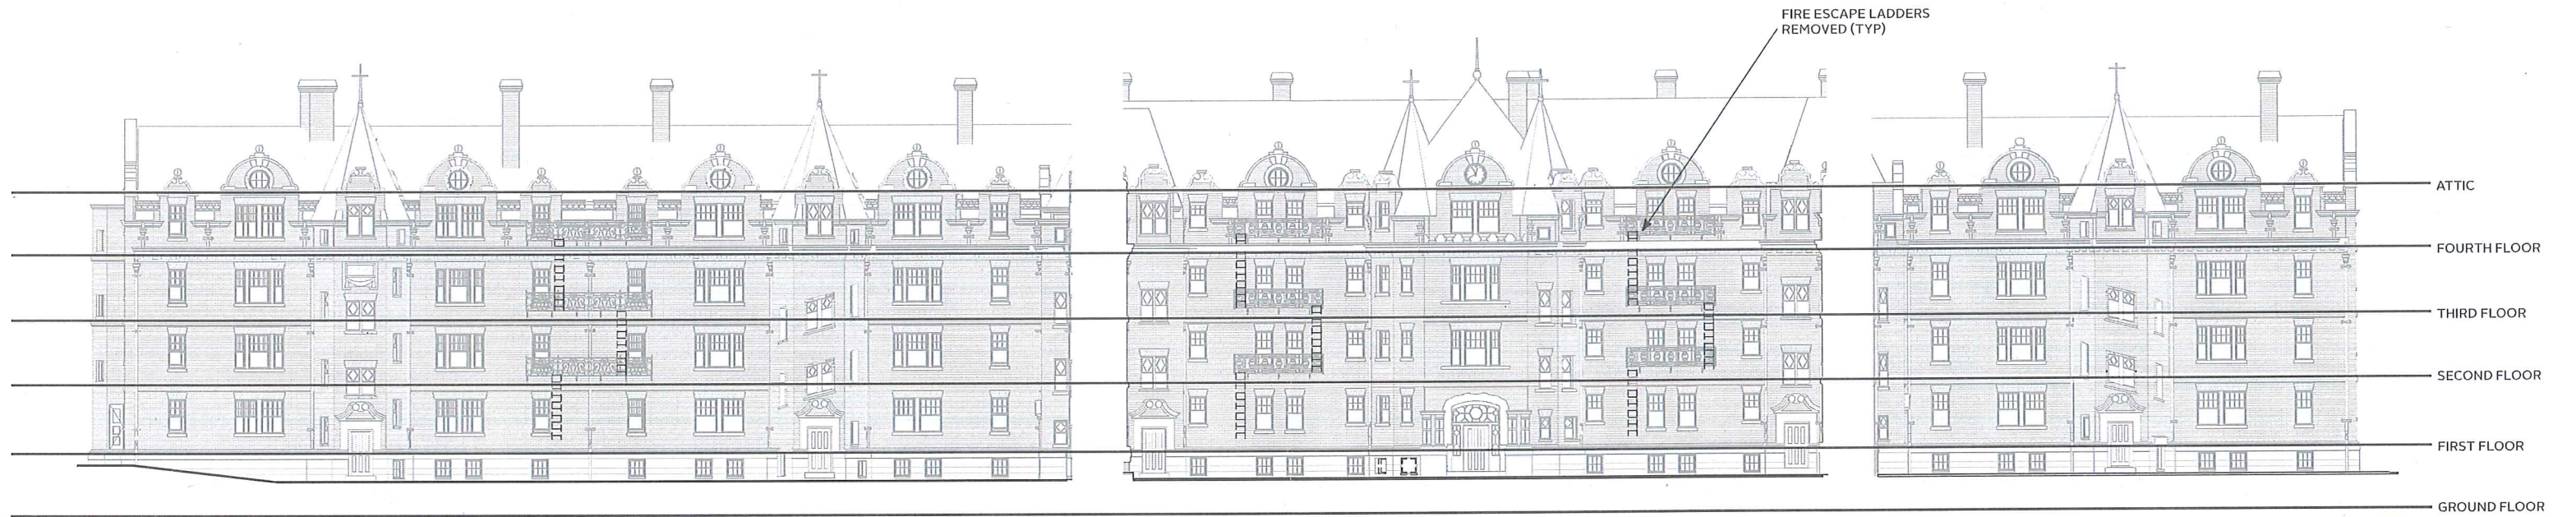 FIRE ESCAPE LADDERS
REMOVED (TYP)
ATTIC
FOURTH FLOOR
THIRD FLOOR
SECOND FLOOR
FIRST FLOOR
GROUND FLOOR